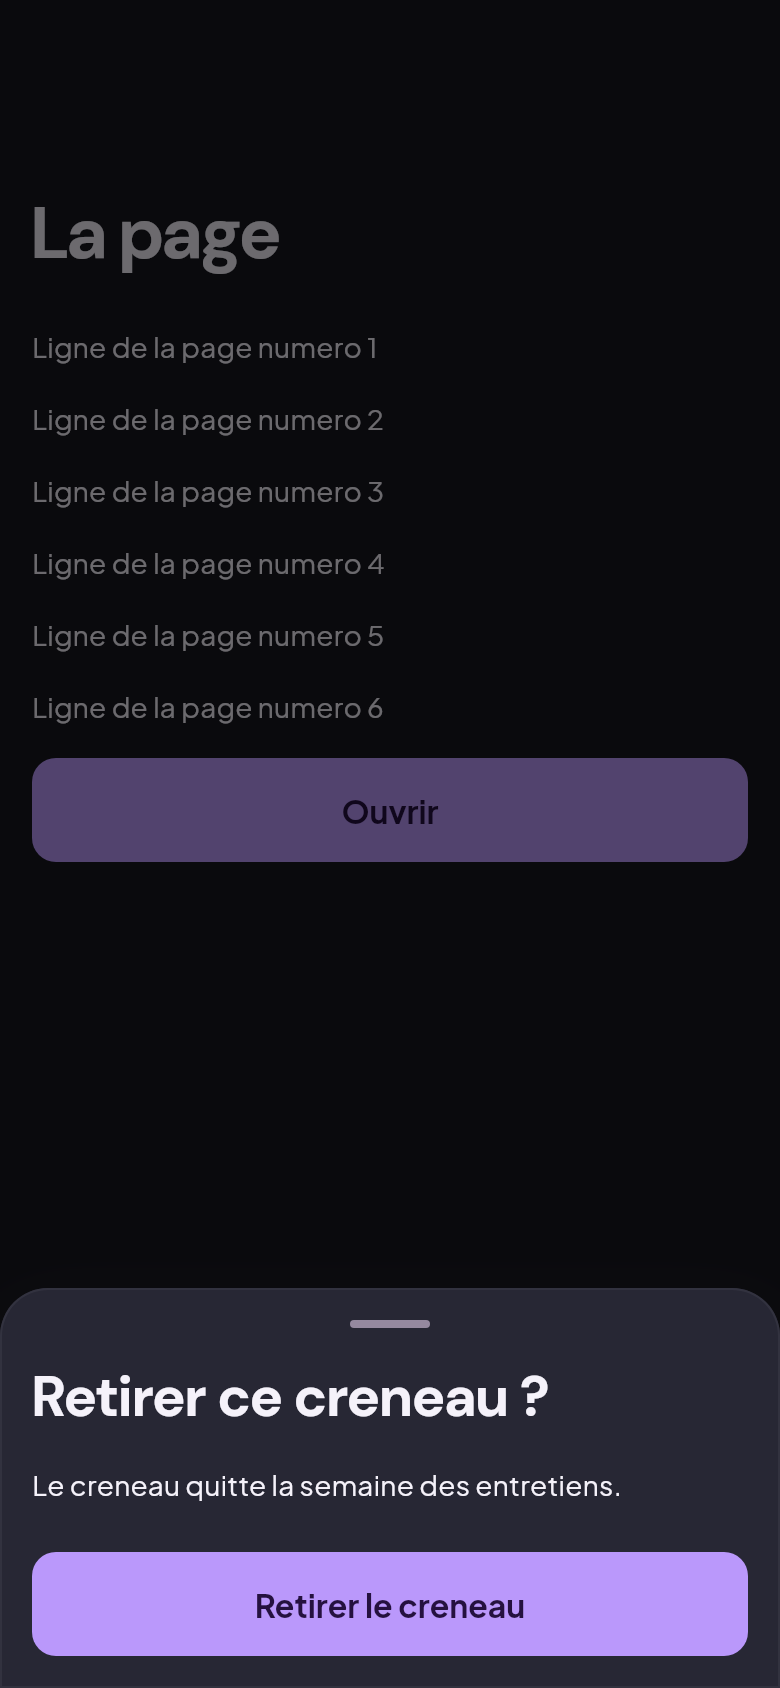 La page
Ligne de la page numero 1
Ligne de la page numero 2
Ligne de la page numero 3
Ligne de la page numero 4
Ligne de la page numero 5
Ligne de la page numero 6
Ouvrir
Retirer ce creneau ?
Le creneau quitte la semaine des entretiens.
Retirer le creneau